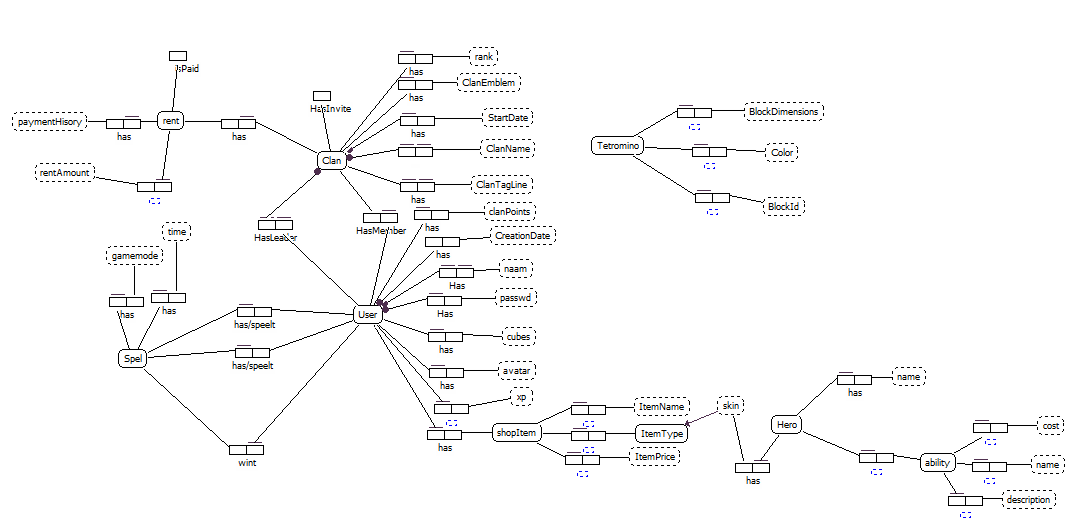 rank
has
ClanEmblem
has
isPaid
HasInvite
StartDate
has
paymentHisory
has
rent
has
ClanName
Clan
rentAmount
ClanTagLine
has
BlockDimensions
Tetromino
Color
BlockId
clanPoints
has
HasLeader
HasMember
CreationDate
has
time
gamemode
naam
Has
has
has
passwd
Has
User
has/speelt
cubes
has
Spel
has/speelt
avatar
has
xp
wint
has
shopItem
ItemName
ItemType
ItemPrice
skin
has
name
has
Hero
cost
ability
name
description